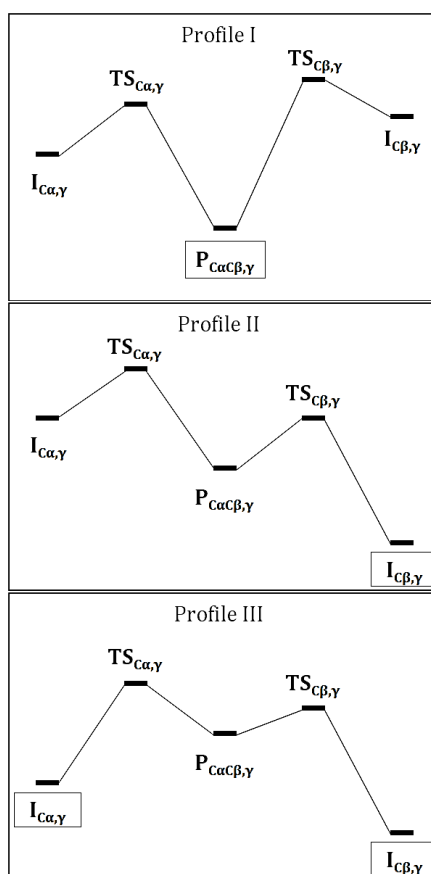 Profile I
TSCβ,γ
TSCα,γ
ICβ,γ
ICα,γ
PCαCβ,γ
Profile II
TSCα,γ
TSCβ,γ
ICα,γ
PCαCβ,γ
ICβ,γ
Profile III
TSCα,γ
TSCβ,γ
PCαCβ,γ
ICα,γ
ICβ,γ